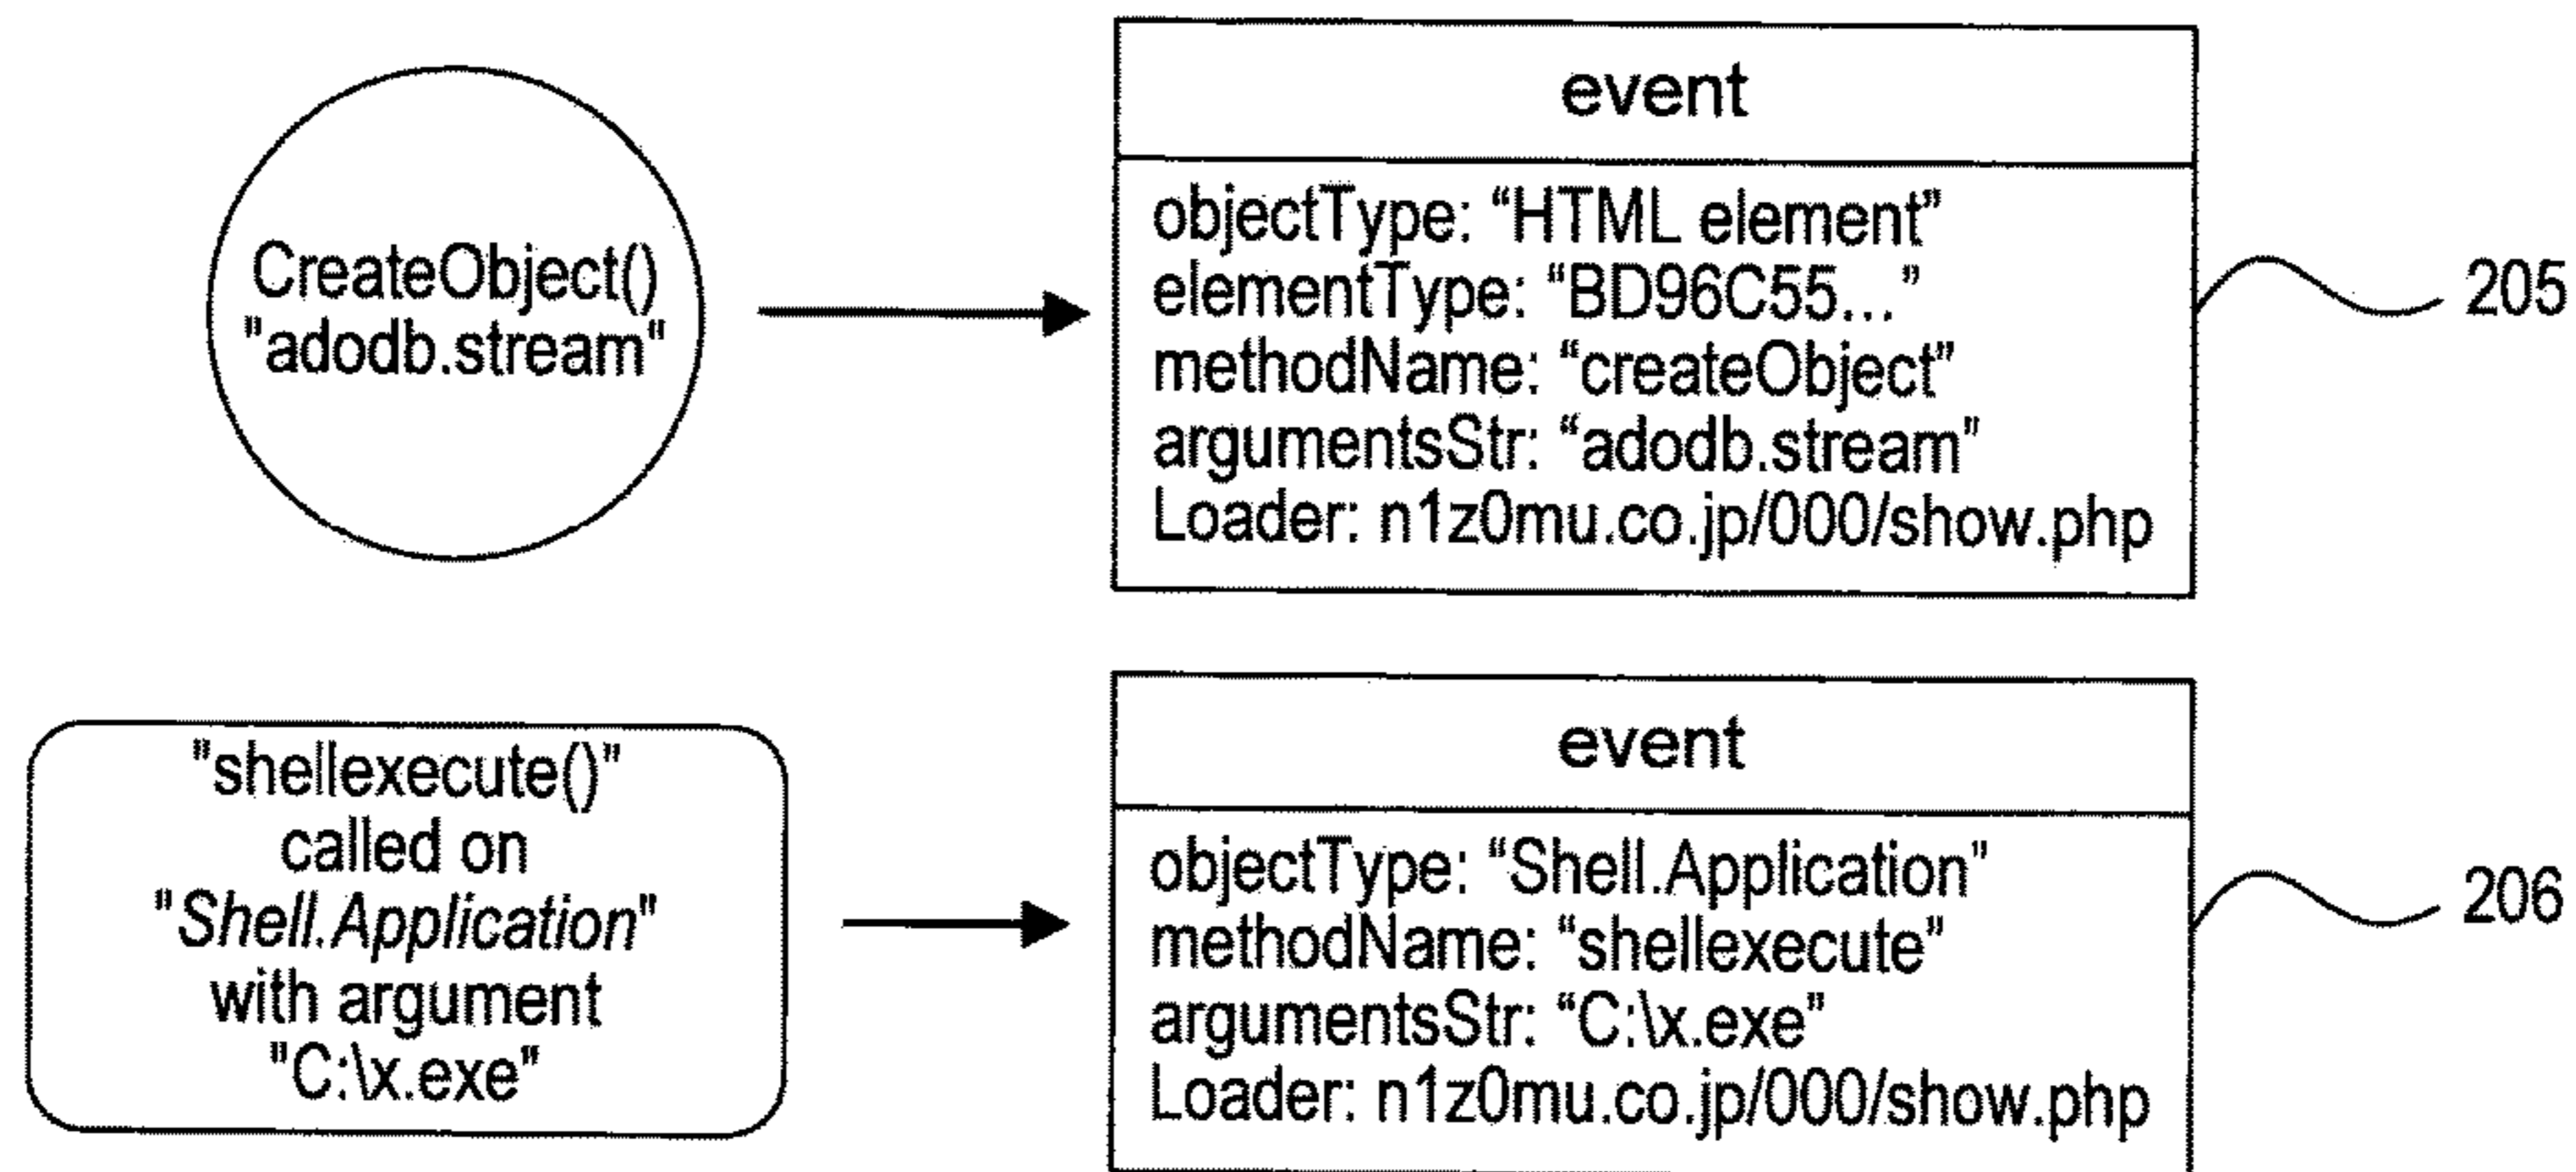 CreateObject()
"adodb.stream"
event
objectType: “HTML element”
elementType: “BD96C55...”
methodName: “createObject”
argumentsStr: “adodb.stream”
Loader: n1z0mu.co.jp/000/show.php
205
"shellexecute()"
called on
"Shell.Application"
with argument
"C:\x.exe"
event
objectType: “Shell.Application”
methodName: “shellexecute”
argumentsStr: “C:\x.exe”
Loader: n1z0mu.co.jp/000/show.php
206